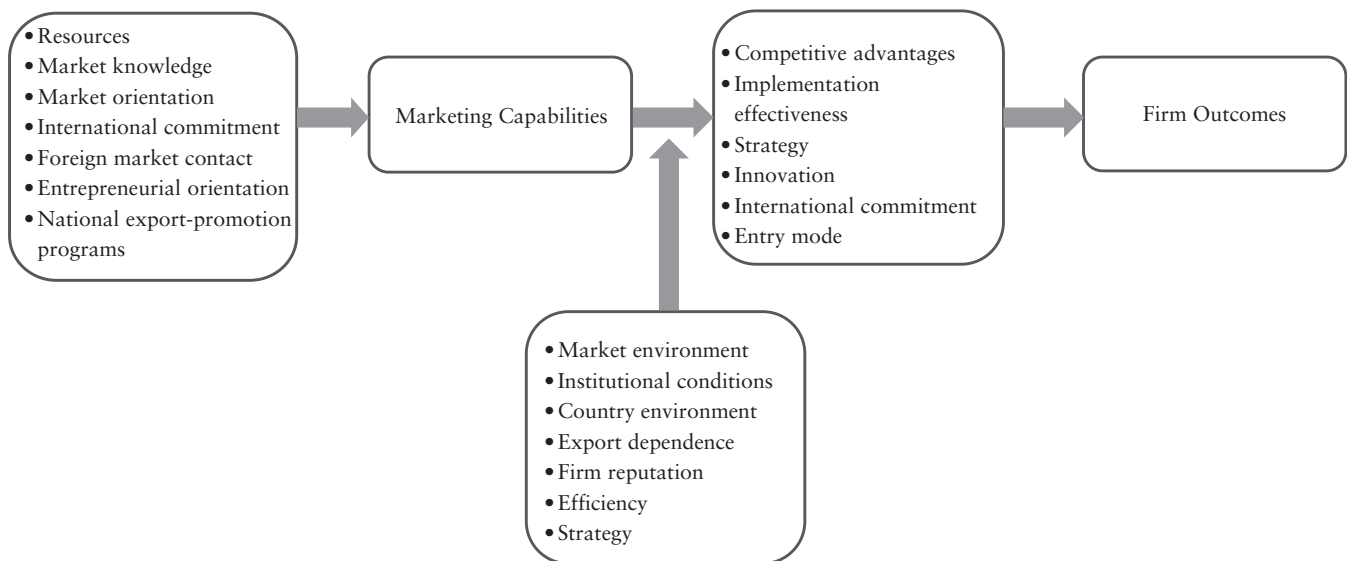 • Resources
• Market knowledge
• Market orientation
• International commitment
• Foreign market contact
• Entrepreneurial orientation
• National export-promotion
programs
Marketing Capabilities
• Competitive advantages
• Implementation
effectiveness
• Strategy
• Innovation
• International commitment
• Entry mode
Firm Outcomes
• Market environment
• Institutional conditions
• Country environment
• Export dependence
• Firm reputation
• Efficiency
• Strategy